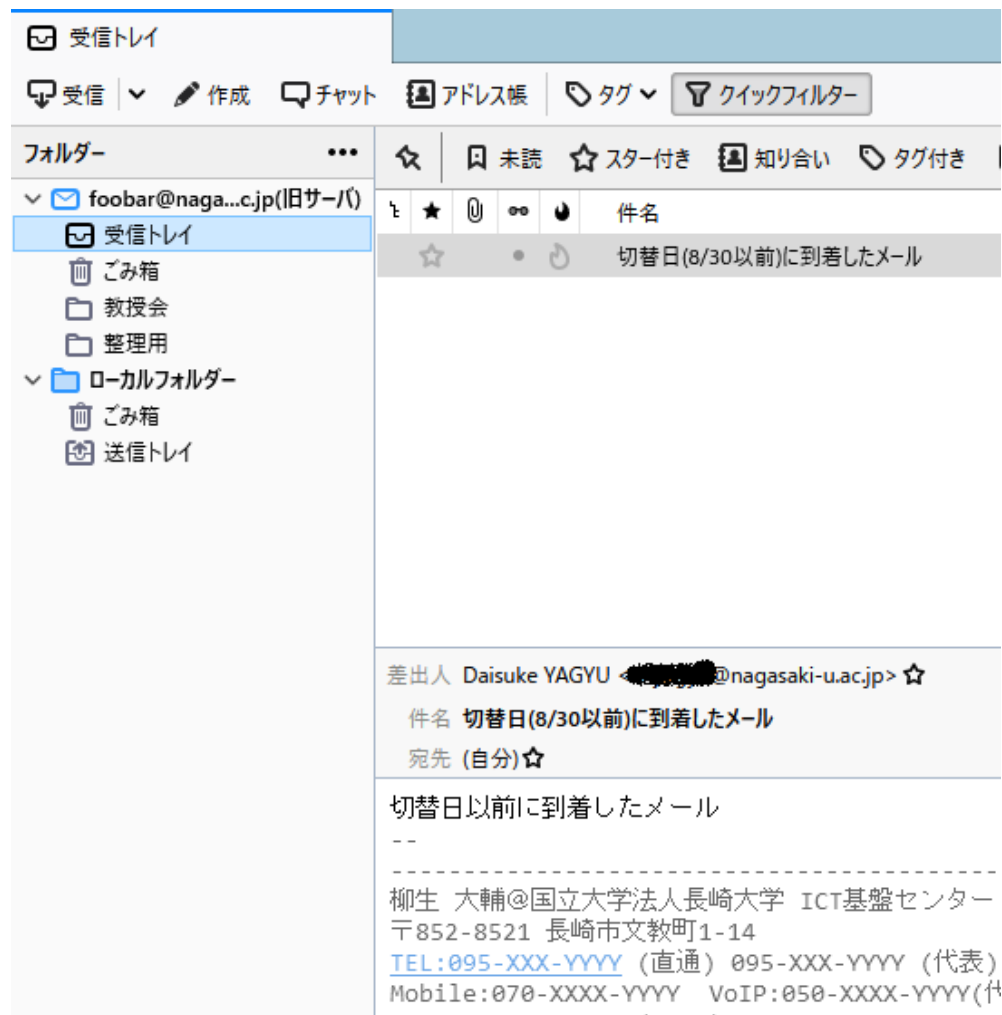 受信トレイ
受信 作成 チャット アドレス帳 タグ クイックフィルター
フォルダー ••• 未読 スター付き 知り合い タグ付き
foobar@naga...c.jp(旧サーバ)
件名
受信トレイ
切替日(8/30以前)に到着したメール
ごみ箱
教授会
整理用
ローカルフォルダー
ごみ箱
送信トレイ
差出人 Daisuke YAGYU < @nagasaki-u.ac.jp>
件名 切替日(8/30以前)に到着したメール
宛先 (自分)
切替日以前に到着したメール
--
------------------------------------------
柳生 大輔@国立大学法人長崎大学 ICT基盤センター
〒852-8521 長崎市文教町1-14
TEL:095-XXX-YYYY (直通) 095-XXX-YYYY (代表)
Mobile:070-XXXX-YYYY VoIP:050-XXXX-YYYY(代